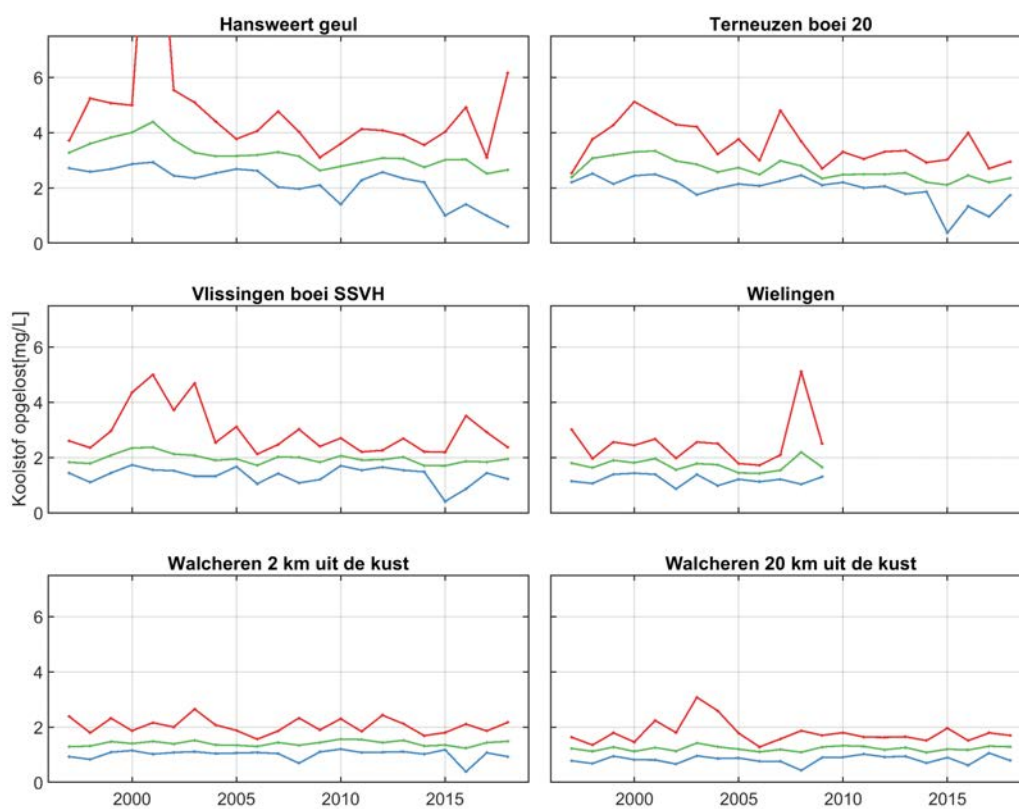 Hansweert geul
Terneuzen boei 20
6
4
2
0
Vlissingen boei SSVH
Wielingen
Koolstof opgelost[mg/L]
6
4
2
0
Walcheren 2 km uit de kust
Walcheren 20 km uit de kust
6
4
2
0
2000 2005 2010 2015 2000 2005 2010 2015